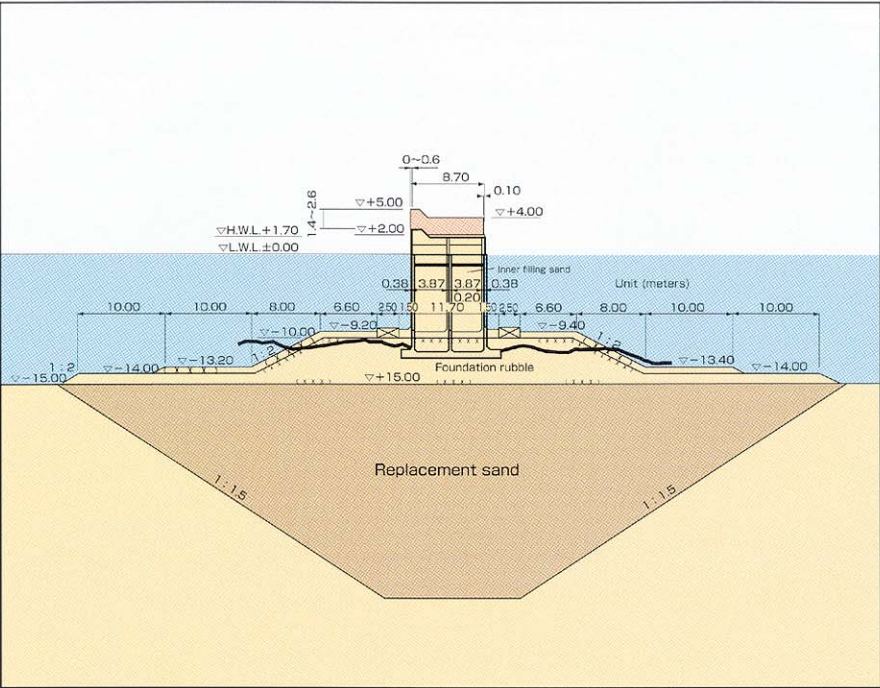 0~0.6
8.70
0.10
1.4~2.6
▽+5.00
▽+4.00
▽+2.00
▽H.W.L.+1.70
▽L.W.L.±0.00
Inner filling sand
0.38 3.87 3.87 0.38
0.20
Unit (meters)
10.00 10.00 8.00 6.60 2.50 1.50 11.70 1.50 2.50 6.60 8.00 10.00 10.00
▽-10.00 ▽-9.20 ▽-9.40
1:2 1:2
1:2 ▽-13.20 ▽-13.40
▽-15.00 ▽-14.00 ▽-14.00
Foundation rubble
▽+15.00
Replacement sand
1:1.5 1:1.5